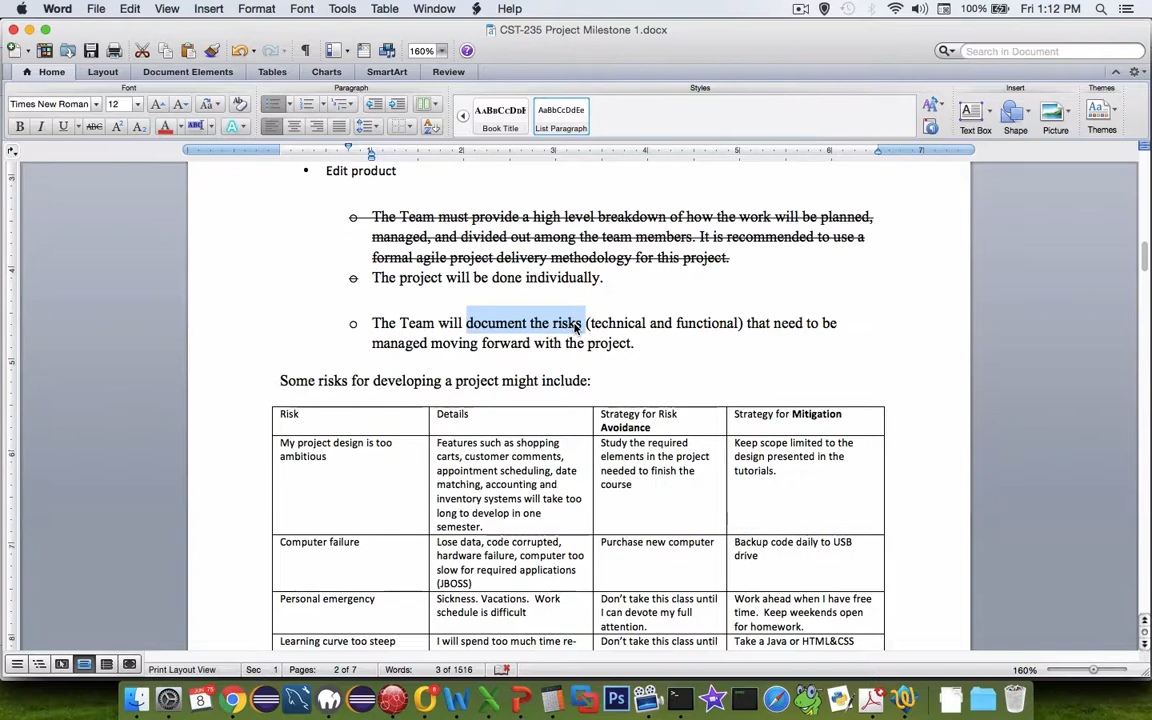 Word File Edit View Insert Format Font Tools Table Window Help 100% Fri 1:12 PM
CST-235 Project Milestone 1.docx
160% Search in Document
Home Layout Document Elements Tables Charts SmartArt Review
Font Paragraph Styles Insert Themes
Times New Roman 12 AaBbCcDdE AaBbCcDdEe
Book Title List Paragraph Text Box Shape Picture Themes
• Edit product
o The Team must provide a high level breakdown of how the work will be planned,
managed, and divided out among the team members. It is recommended to use a
formal agile project delivery methodology for this project.
o The project will be done individually.
o The Team will document the risks (technical and functional) that need to be
managed moving forward with the project.
Some risks for developing a project might include:
Risk Details Strategy for Risk Strategy for Mitigation
Avoidance
My project design is too Features such as shopping Study the required Keep scope limited to the
ambitious carts, customer comments, elements in the project design presented in the
appointment scheduling, date needed to finish the tutorials.
matching, accounting and course
inventory systems will take too
long to develop in one
semester.
Computer failure Lose data, code corrupted, Purchase new computer Backup code daily to USB
hardware failure, computer too drive
slow for required applications
(JBOSS)
Personal emergency Sickness. Vacations. Work Don't take this class until Work ahead when I have free
schedule is difficult I can devote my full time. Keep weekends open
attention. for homework.
Learning curve too steep I will spend too much time re- Don't take this class until Take a Java or HTML&CSS
Print Layout View Sec 1 Pages: 2 of 7 Words: 3 of 1516 160%